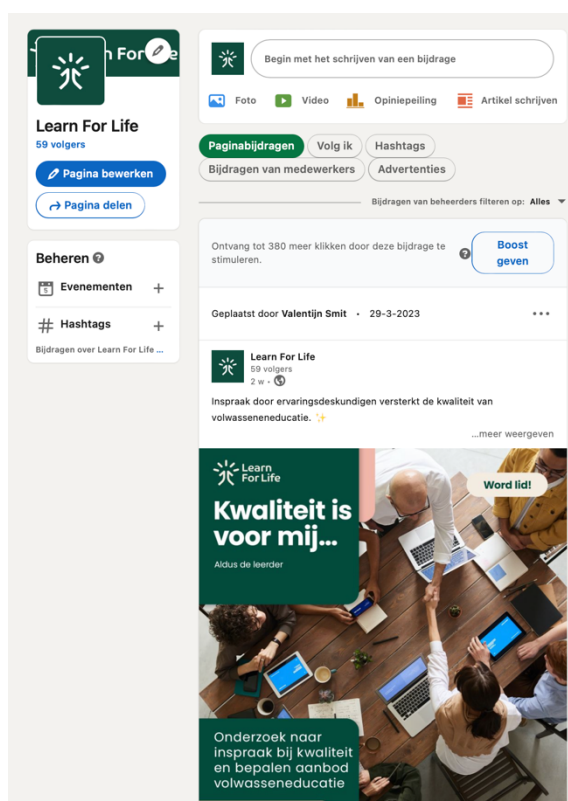 n For
e
Learn For Life
59 volgers
Pagina bewerken
Pagina delen
Beheren
5
Evenementen +
# Hashtags +
Bijdragen over Learn For Life ...
Begin met het schrijven van een bijdrage
Foto Video Opiniepeiling Artikel schrijven
Paginabijdragen Volg ik Hashtags
Bijdragen van medewerkers Advertenties
Bijdragen van beheerders filteren op: Alles
Ontvang tot 380 meer klikken door deze bijdrage te
stimuleren.
?
Boost
geven
Geplaatst door Valentijn Smit • 29-3-2023
Learn For Life
59 volgers
2 w •
Inspraak door ervaringsdeskundigen versterkt de kwaliteit van
volwasseneneducatie. ✨
...meer weergeven
Learn
For Life
Word lid!
Kwaliteit is
voor mij...
Aldus de leerder
Onderzoek naar
inspraak bij kwaliteit
en bepalen aanbod
volwasseneneducatie